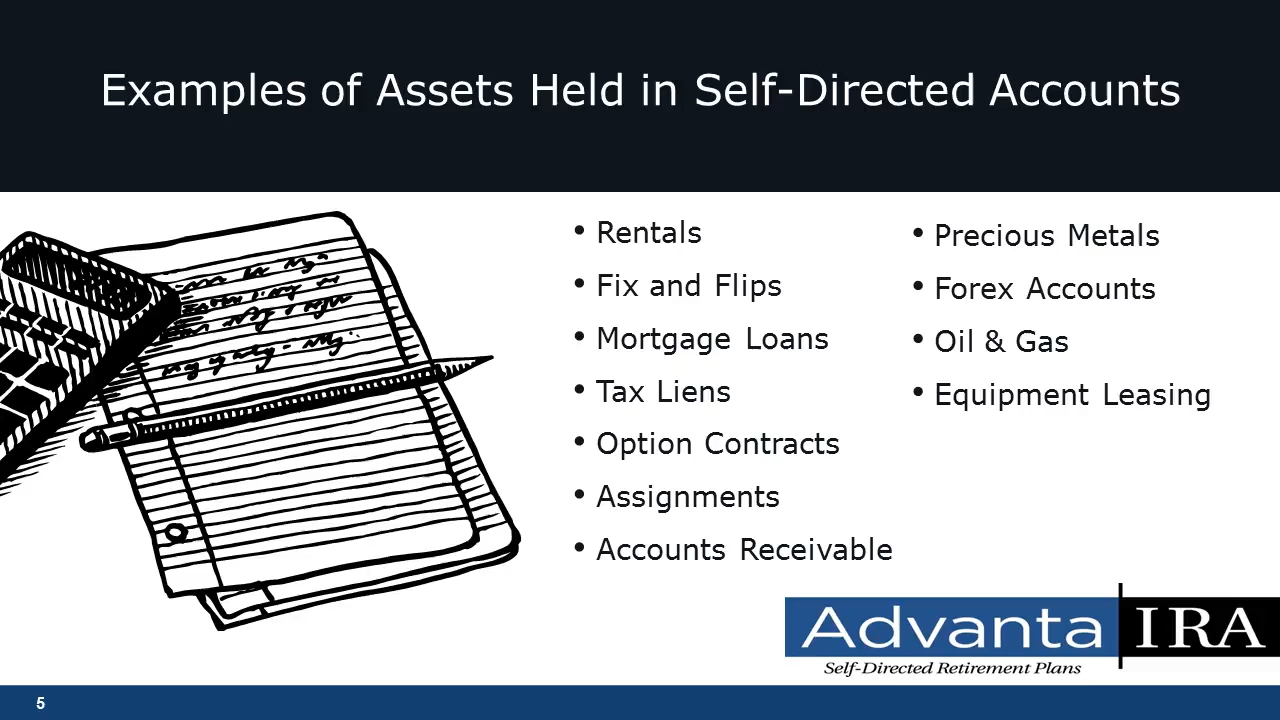 Examples of Assets Held in Self-Directed Accounts
• Rentals
• Fix and Flips
• Mortgage Loans
• Tax Liens
• Option Contracts
• Assignments
• Accounts Receivable
• Precious Metals
• Forex Accounts
• Oil & Gas
• Equipment Leasing
Advanta IRA
Self-Directed Retirement Plans
5